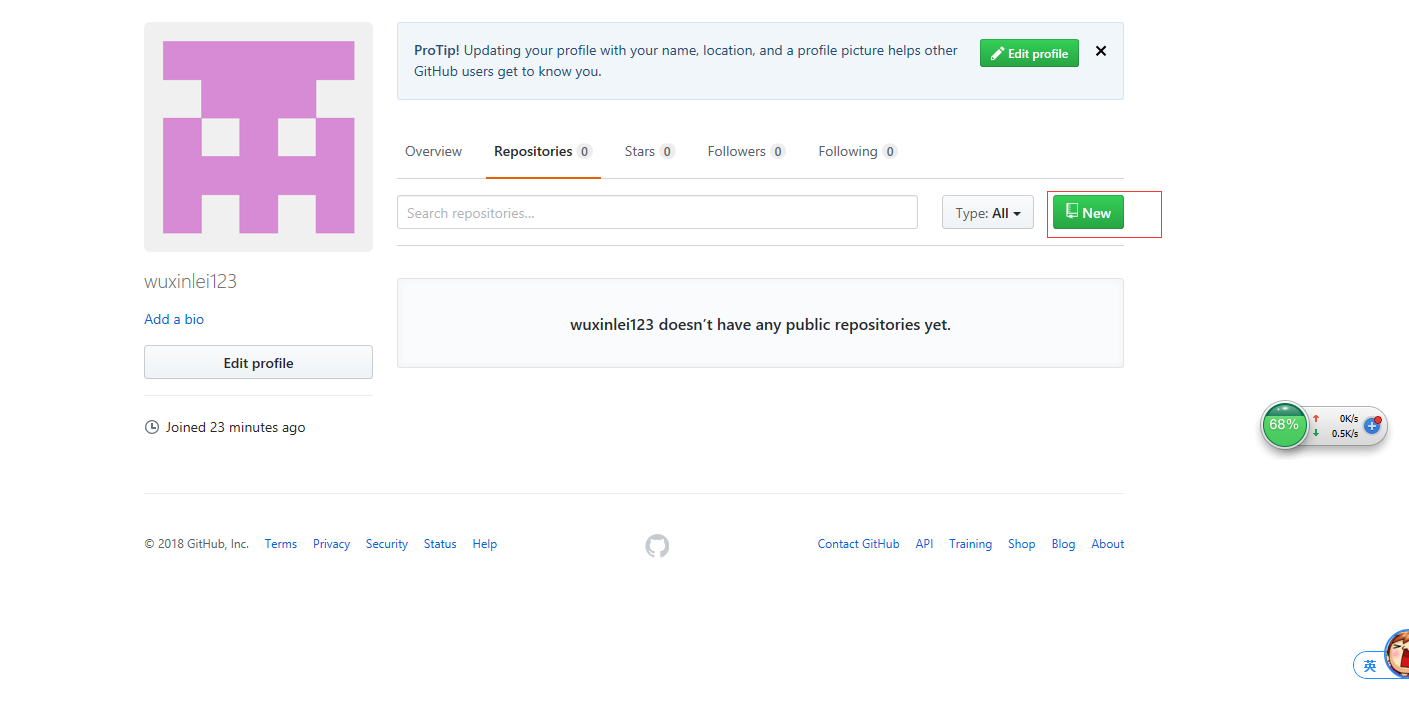 ProTip! Updating your profile with your name, location, and a profile picture helps other
GitHub users get to know you.
Edit profile
Overview
Repositories 0
Stars 0
Followers 0
Following 0
Search repositories...
Type: All
New
wuxinlei123
Add a bio
Edit profile
Joined 23 minutes ago
wuxinlei123 doesn’t have any public repositories yet.
68%
0K/s
0.5K/s
© 2018 GitHub, Inc.
Terms
Privacy
Security
Status
Help
Contact GitHub
API
Training
Shop
Blog
About
英